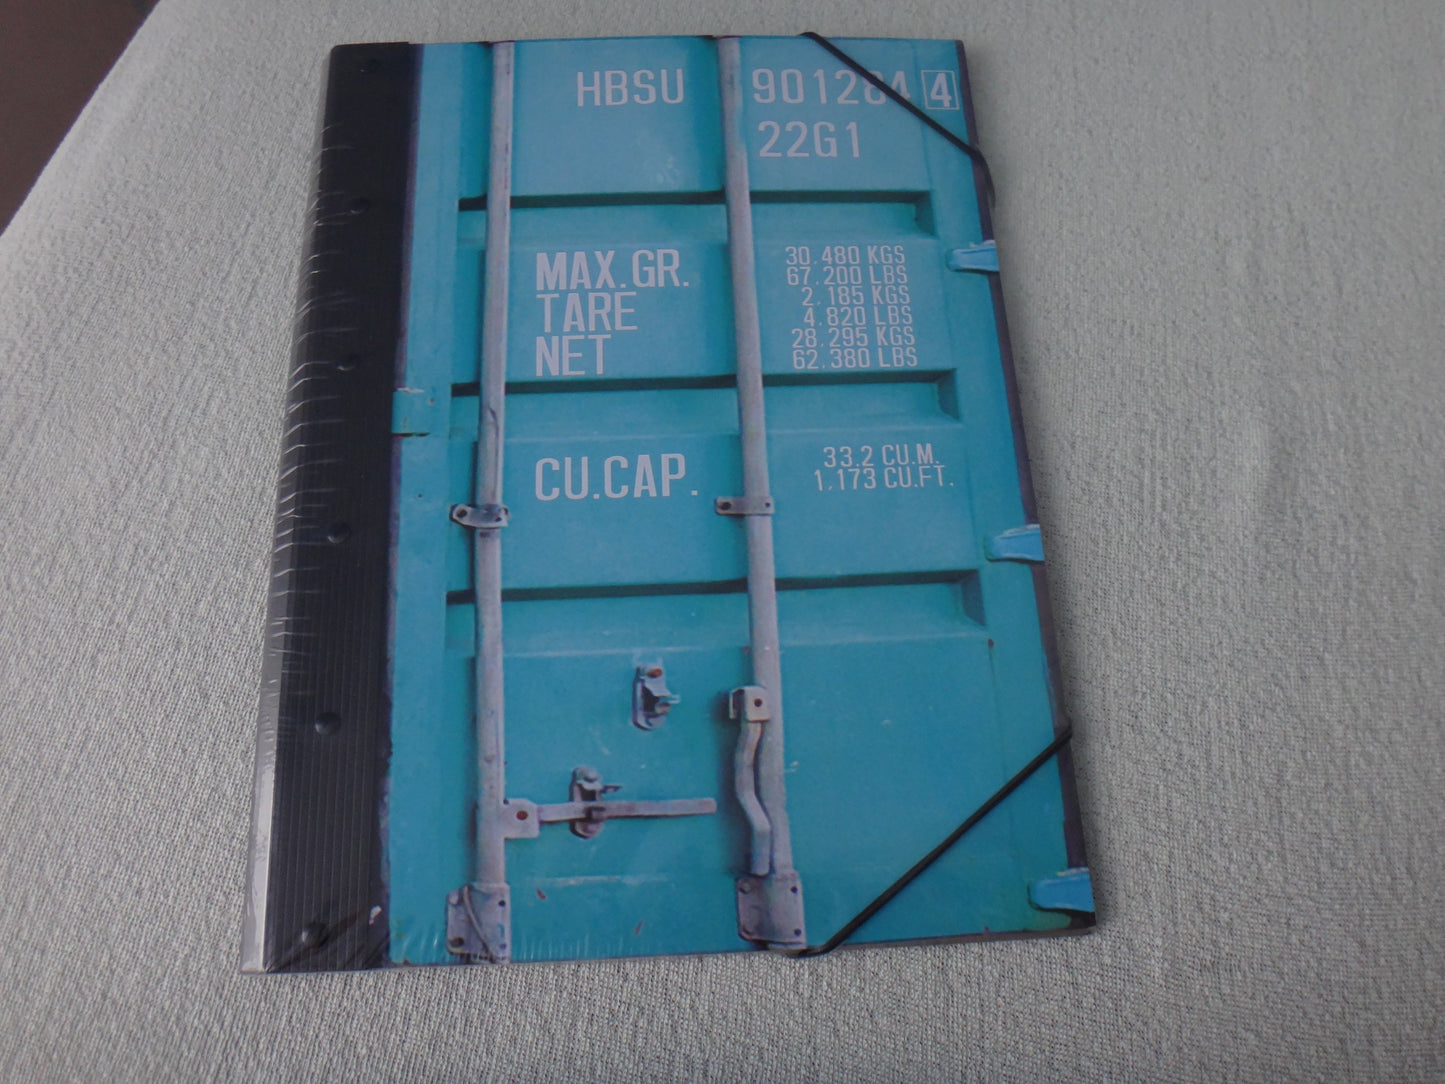 HBSU 901284 4
22G1
MAX.GR. 30.480 KGS
67.200 LBS
TARE 2.185 KGS
4.820 LBS
NET 28.295 KGS
62.380 LBS
CU.CAP. 33.2 CU.M.
1,173 CU.FT.